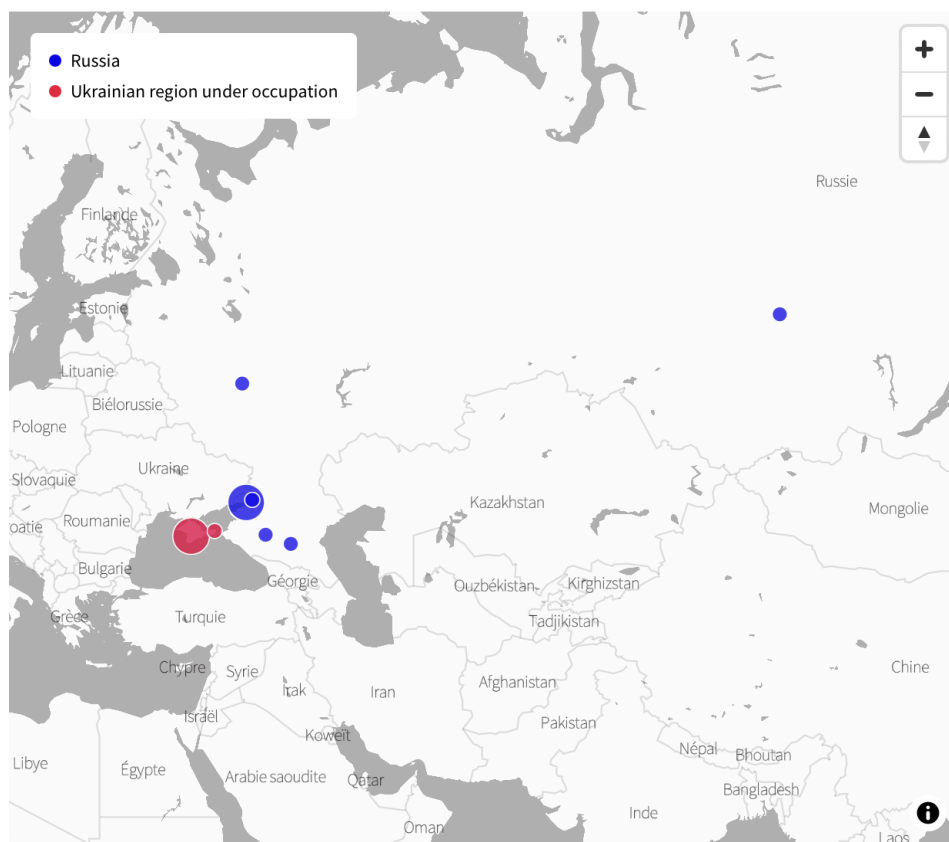 Russia
Ukrainian region under occupation
Russie
Finlande
Estonie
Lituanie
Biélorussie
Pologne
Ukraine
Slovaquie
Kazakhstan
Mongolie
Roumanie
oatie
Bulgarie
Géorgie
Ouzbékistan
Kirghizstan
Grèce
Turquie
Tadjikistan
Chypre
Syrie
Chine
Irak
Iran
Afghanistan
Israël
Pakistan
Koweït
Népal
Bhoutan
Libye
Égypte
Arabie saoudite
Qatar
Bangladesh
Inde
Oman
Laos